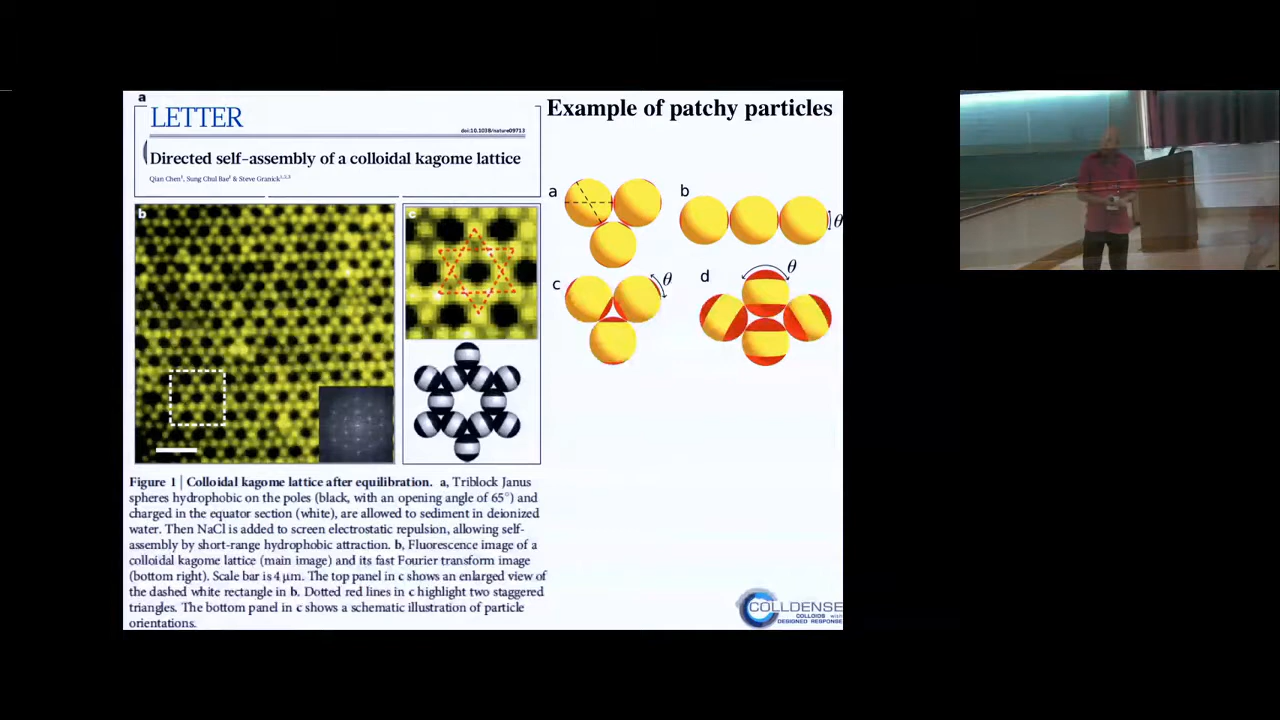 a
LETTER
doi:10.1038/nature09713
Directed self-assembly of a colloidal kagome lattice
Qian Chen1, Sung Chul Bae1 & Steve Granick1,2,3
b
c
Figure 1 | Colloidal kagome lattice after equilibration. a, Triblock Janus
spheres hydrophobic on the poles (black, with an opening angle of 65°) and
charged in the equator section (white), are allowed to sediment in deionized
water. Then NaCl is added to screen electrostatic repulsion, allowing self-
assembly by short-range hydrophobic attraction. b, Fluorescence image of a
colloidal kagome lattice (main image) and its fast Fourier transform image
(bottom right). Scale bar is 4 μm. The top panel in c shows an enlarged view of
the dashed white rectangle in b. Dotted red lines in c highlight two staggered
triangles. The bottom panel in c shows a schematic illustration of particle
orientations.
Example of patchy particles
a
b
θ
c
θ
d
θ
COLLDENSE
COLLOIDS WITH
DESIGNED RESPONSE